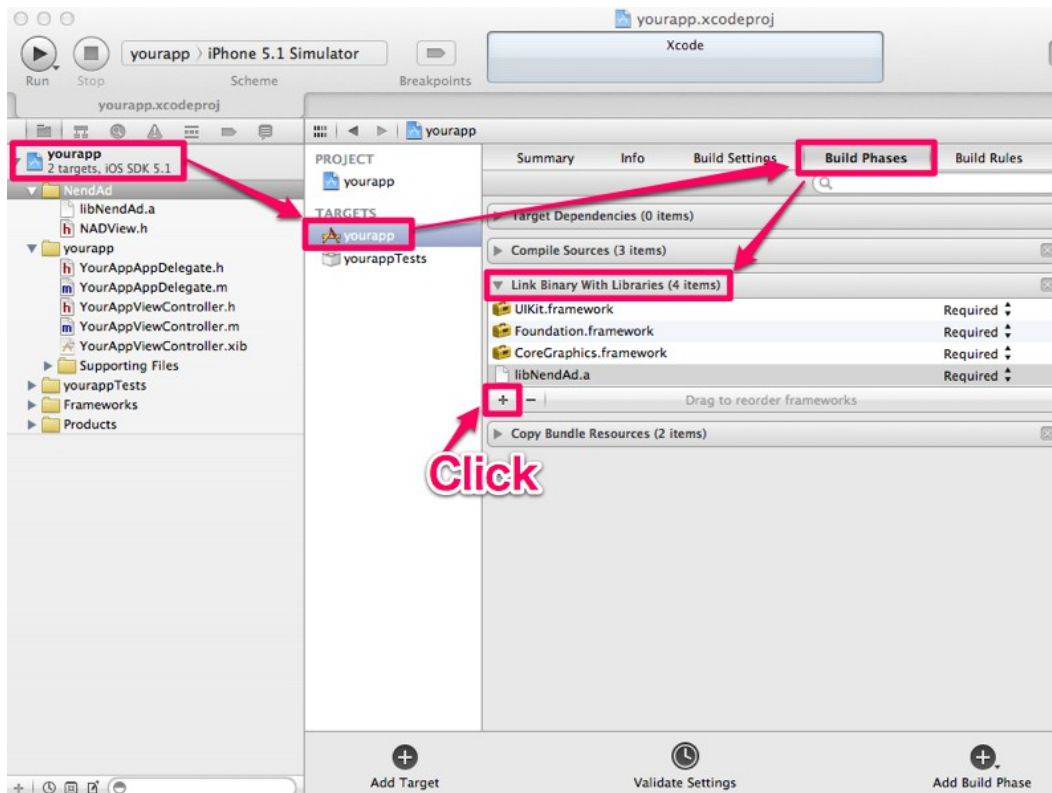 yourapp.xcodeproj
yourapp › iPhone 5.1 Simulator
Xcode
Run
Stop
Scheme
Breakpoints
yourapp.xcodeproj
yourapp
yourapp
2 targets, iOS SDK 5.1
NendAd
libNendAd.a
NADView.h
yourapp
YourAppAppDelegate.h
YourAppAppDelegate.m
YourAppViewController.h
YourAppViewController.m
YourAppViewController.xib
Supporting Files
yourappTests
Frameworks
Products
PROJECT
yourapp
TARGETS
yourapp
yourappTests
Summary Info Build Settings Build Phases Build Rules
Target Dependencies (0 items)
Compile Sources (3 items)
Link Binary With Libraries (4 items)
UIKit.framework Required
Foundation.framework Required
CoreGraphics.framework Required
libNendAd.a Required
+ − Drag to reorder frameworks
Copy Bundle Resources (2 items)
Click
Add Target
Validate Settings
Add Build Phase